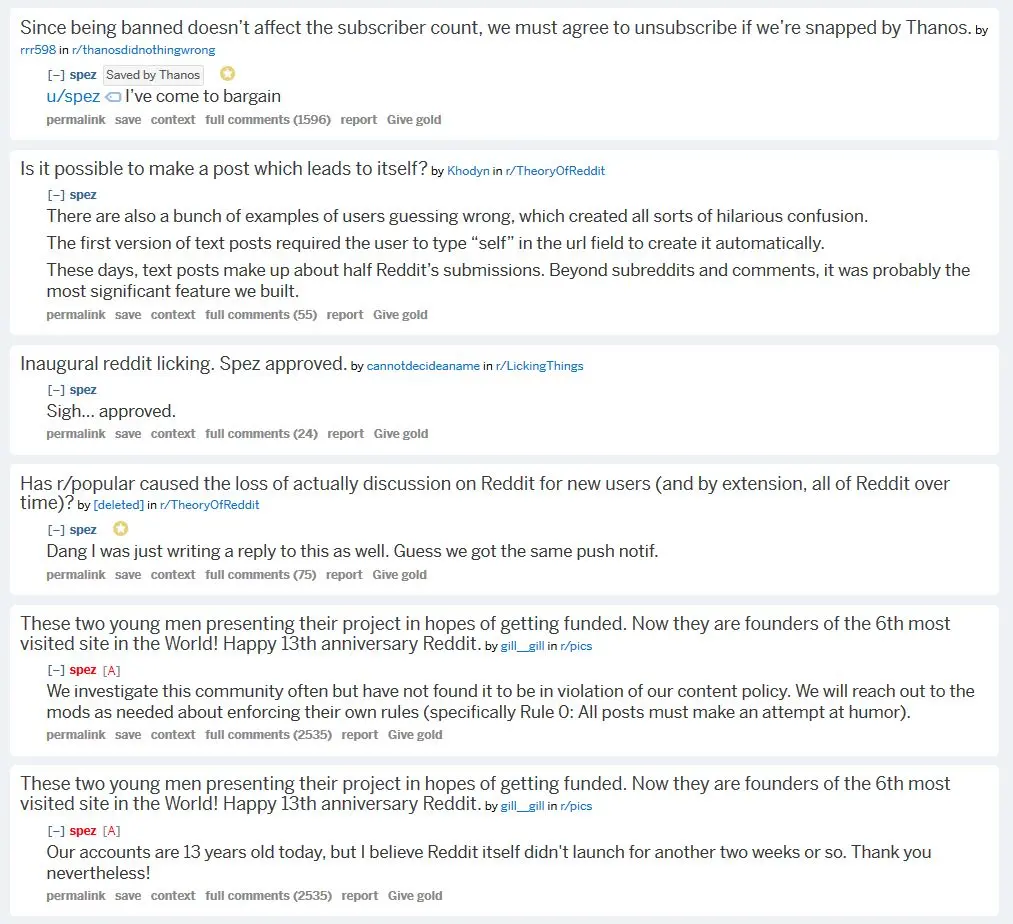 Since being banned doesn't affect the subscriber count, we must agree to unsubscribe if we're snapped by Thanos. by
rrr598 in r/thanosdidnothingwrong
[–] spez Saved by Thanos
u/spez I've come to bargain
permalink save context full comments (1596) report Give gold
Is it possible to make a post which leads to itself? by Khodyn in r/TheoryOfReddit
[–] spez
There are also a bunch of examples of users guessing wrong, which created all sorts of hilarious confusion.
The first version of text posts required the user to type “self” in the url field to create it automatically.
These days, text posts make up about half Reddit's submissions. Beyond subreddits and comments, it was probably the
most significant feature we built.
permalink save context full comments (55) report Give gold
Inaugural reddit licking. Spez approved. by cannotdecideaname in r/LickingThings
[–] spez
Sigh... approved.
permalink save context full comments (24) report Give gold
Has r/popular caused the loss of actually discussion on Reddit for new users (and by extension, all of Reddit over
time)? by [deleted] in r/TheoryOfReddit
[–] spez
Dang I was just writing a reply to this as well. Guess we got the same push notif.
permalink save context full comments (75) report Give gold
These two young men presenting their project in hopes of getting funded. Now they are founders of the 6th most
visited site in the World! Happy 13th anniversary Reddit. by gill__gill in r/pics
[–] spez [A]
We investigate this community often but have not found it to be in violation of our content policy. We will reach out to the
mods as needed about enforcing their own rules (specifically Rule 0: All posts must make an attempt at humor).
permalink save context full comments (2535) report Give gold
These two young men presenting their project in hopes of getting funded. Now they are founders of the 6th most
visited site in the World! Happy 13th anniversary Reddit. by gill__gill in r/pics
[–] spez [A]
Our accounts are 13 years old today, but I believe Reddit itself didn't launch for another two weeks or so. Thank you
nevertheless!
permalink save context full comments (2535) report Give gold